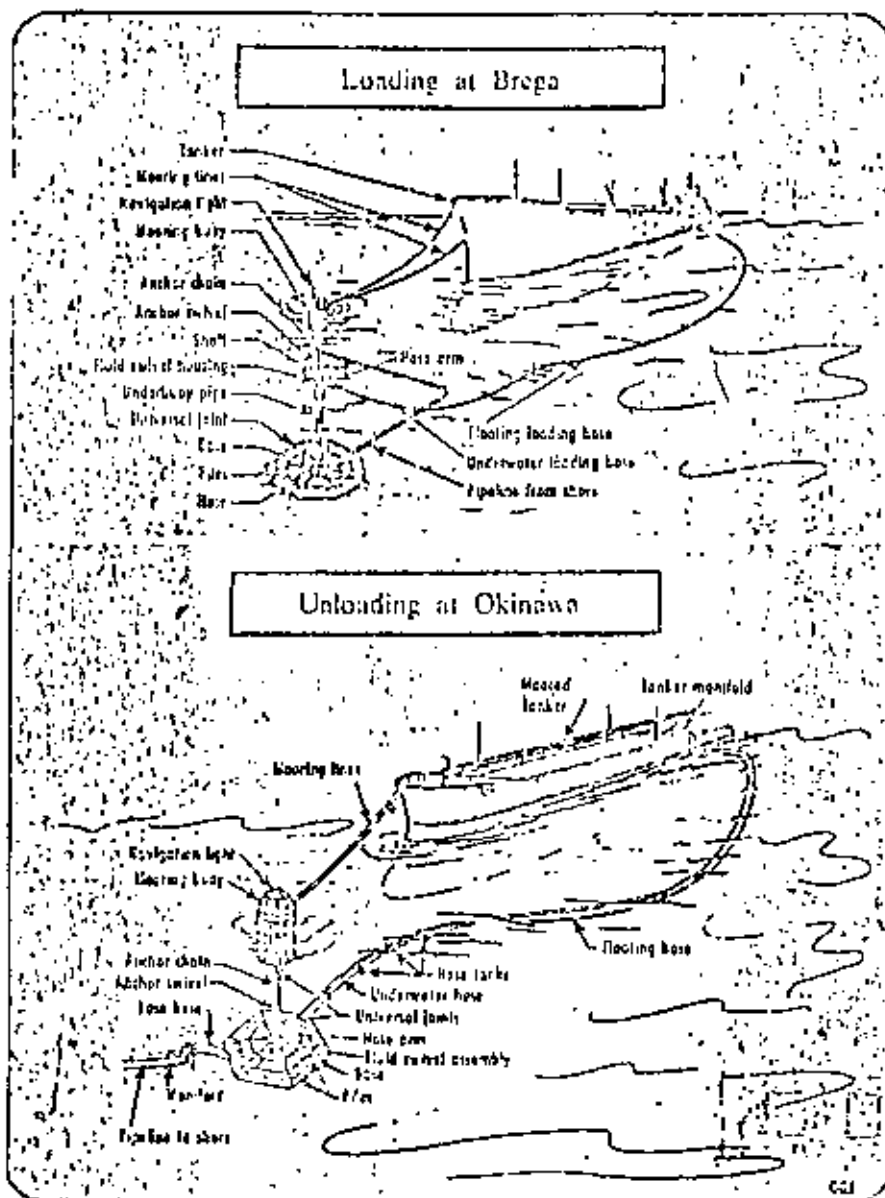 Loading at Brega
Tanker
Mooring lines
Navigation light
Mooring buoy
Anchor chain
Anchor swivel
Shaft
Fluid swivel housing
Hose arm
Underbuoy pipe
Universal joint
Base
Piles
Floating loading hose
Underwater loading hose
Pipeline from shore
Unloading at Okinawa
Moored
tanker
Tanker manifold
Mooring lines
Navigation light
Mooring buoy
Floating hose
Anchor chain
Anchor swivel
Hose tanks
Underwater hose
Universal joints
Hose arm
Fluid swivel assembly
Base
Piles
Manifold
Pipeline to shore